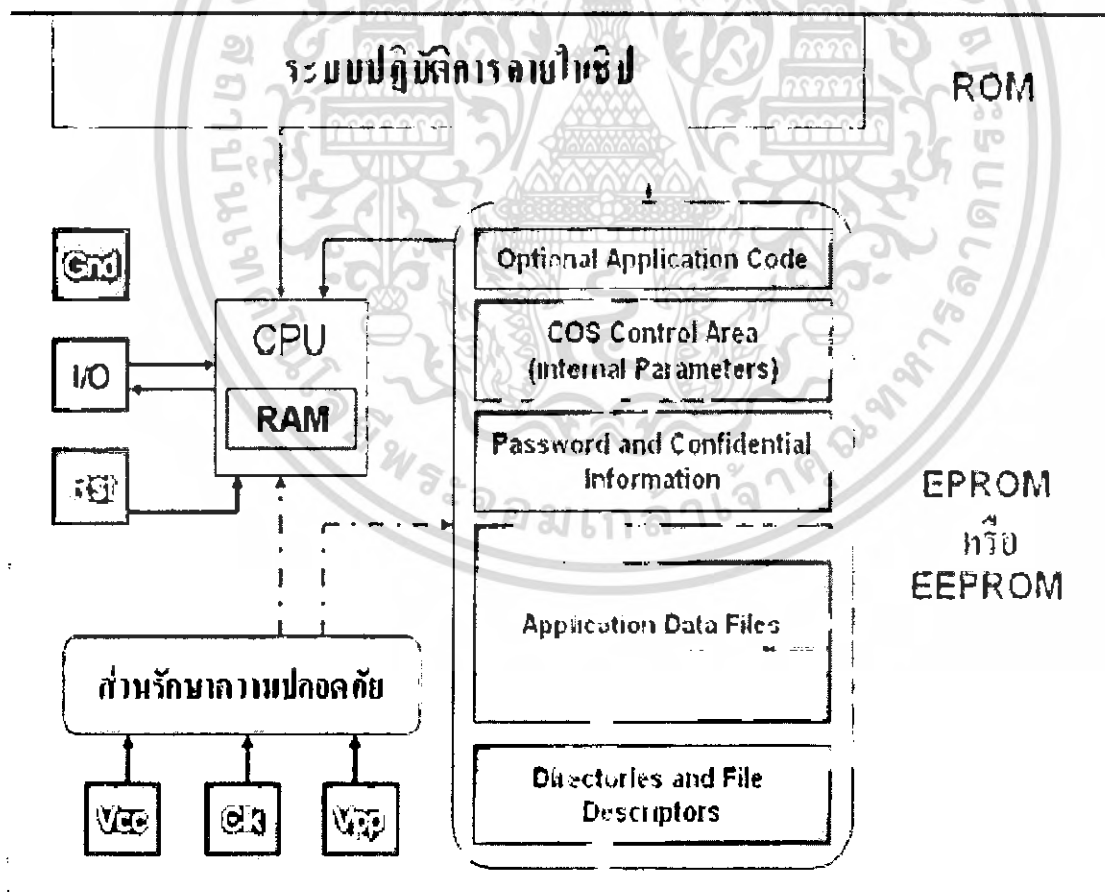 ระบบปฏิบัติการภายในชิป
ROM
Gnd
I/O
RSt
CPU
RAM
Optional Application Code
COS Control Area
(Internal Parameters)
Password and Confidential
Information
Application Data Files
Directories and File
Descriptors
EPROM
หรือ
EEPROM
ส่วนรักษาความปลอดภัย
Vcc
Clk
Vpp